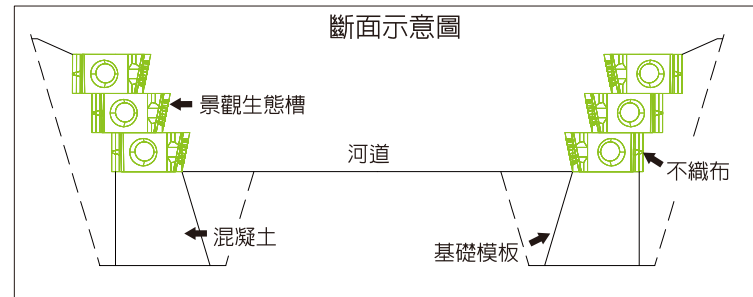 斷面示意圖
景觀生態槽
河道
不織布
混凝土
基礎模板